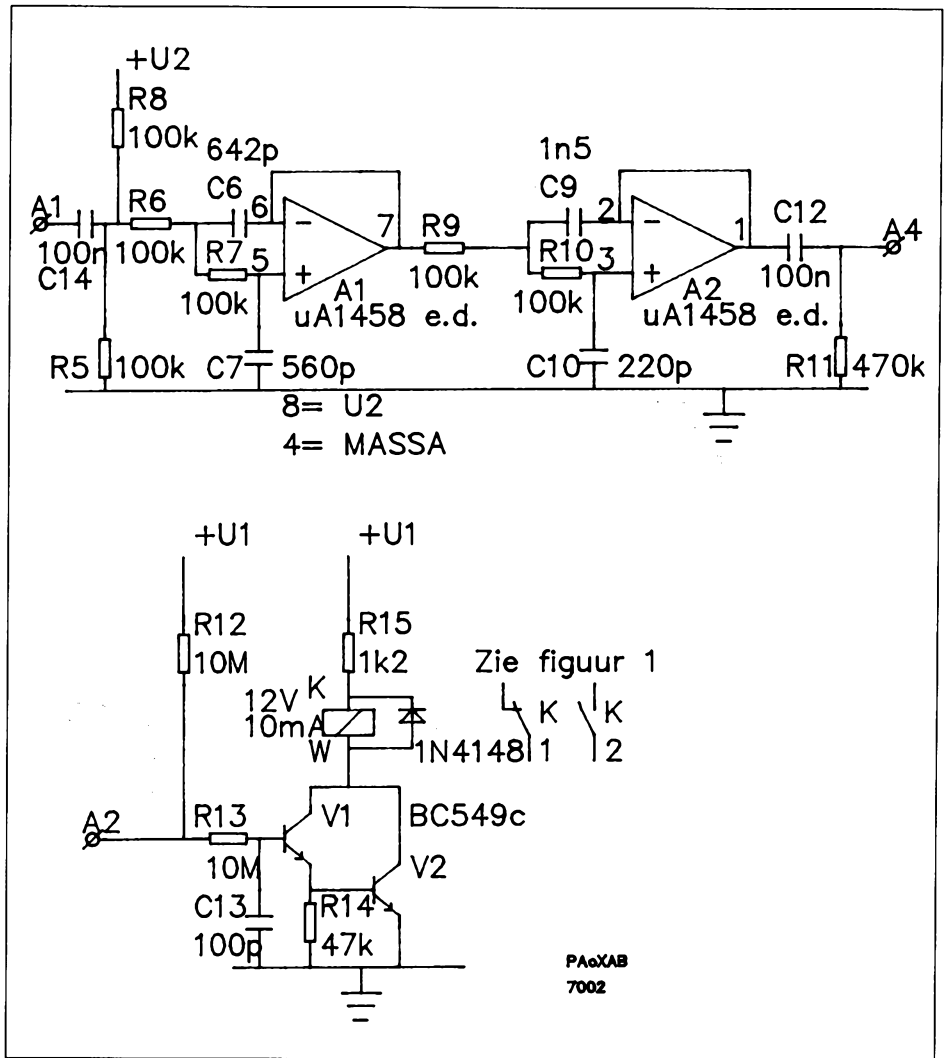 +U2
R8
100k
642p
1n5
C6
C9
A1
R6
6
7
R9
2
1
C12
A4
100n
100k
R7
5
R10
3
100n
C14
100k
A1
100k
100k
A2
uA1458 e.d.
uA1458 e.d.
R5
100k
C7
560p
C10
220p
R11
470k
8= U2
4= MASSA
+U1
+U1
R12
10M
R15
1k2
Zie figuur 1
12V
K
10mA
W
1N4148
K
1
K
2
A2
R13
10M
V1
BC549c
V2
C13
100p
R14
47k
PAoXAB
7002